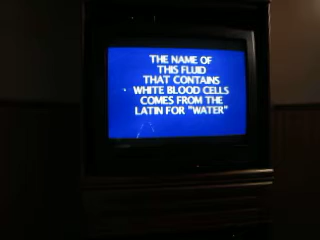 THE NAME OF
THIS FLUID
THAT CONTAINS
WHITE BLOOD CELLS
COMES FROM THE
LATIN FOR "WATER"